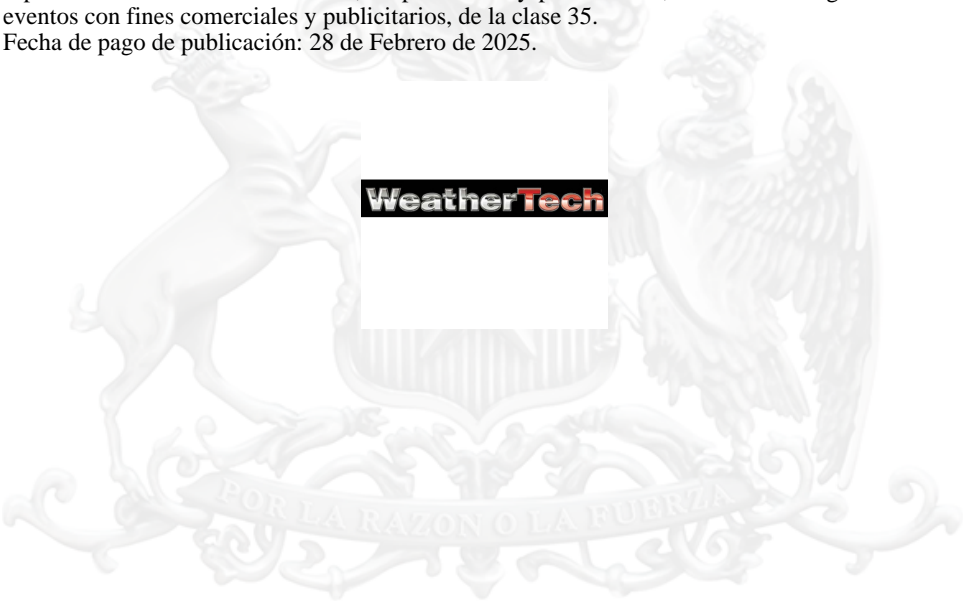 eventos con fines comerciales y publicitarios, de la clase 35.
Fecha de pago de publicación: 28 de Febrero de 2025.
WeatherTech
POR LA RAZON O LA FUERZA